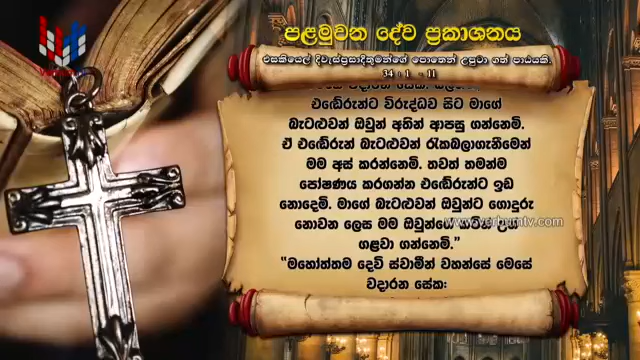 පළමුවන දේව ප්‍රකාශනය
එසකියෙල් දිවැස්ප්‍රසාදීතුමන්ගේ පොතෙන් උපුටා ගත් පාඨයකි.
34 : 1 - 11
එඬේරුන්ට විරුද්ධව සිට මාගේ
බැටළුවන් ඔවුන් අතින් ආපසු ගන්නෙමි.
ඒ එඬේරුන් බැටළුවන් රැකබලාගැනීමෙන්
මම අස් කරන්නෙමි. තවත් තමන්ම
පෝෂණය කරගන්න එඬේරුන්ට ඉඩ
නොදෙමි. මාගේ බැටළුවන් ඔවුන්ට ගොදුරු
www.verbumtv.com
නොවන ලෙස මම ඔවුන්ගේ
ගළවා ගන්නෙමි.”
“මහෝත්තම දෙවි ස්වාමීන් වහන්සේ මෙසේ
වදාරන සේක: